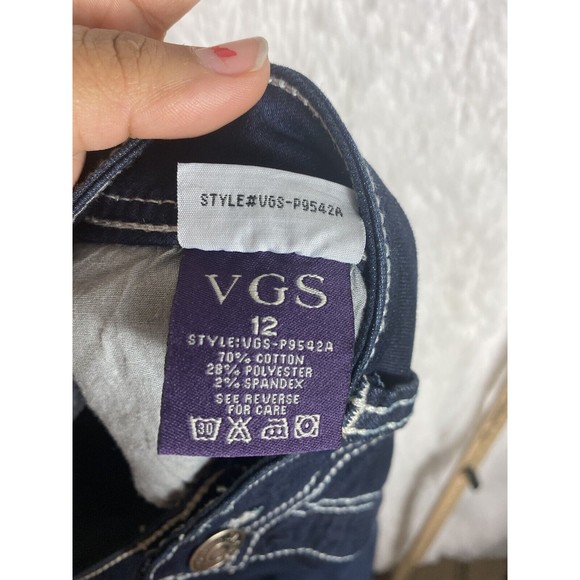 STYLE#VGS-P9542A
VGS
12
STYLE:VGS-P9542A
70% COTTON
28% POLYESTER
2% SPANDEX
SEE REVERSE
FOR CARE
30